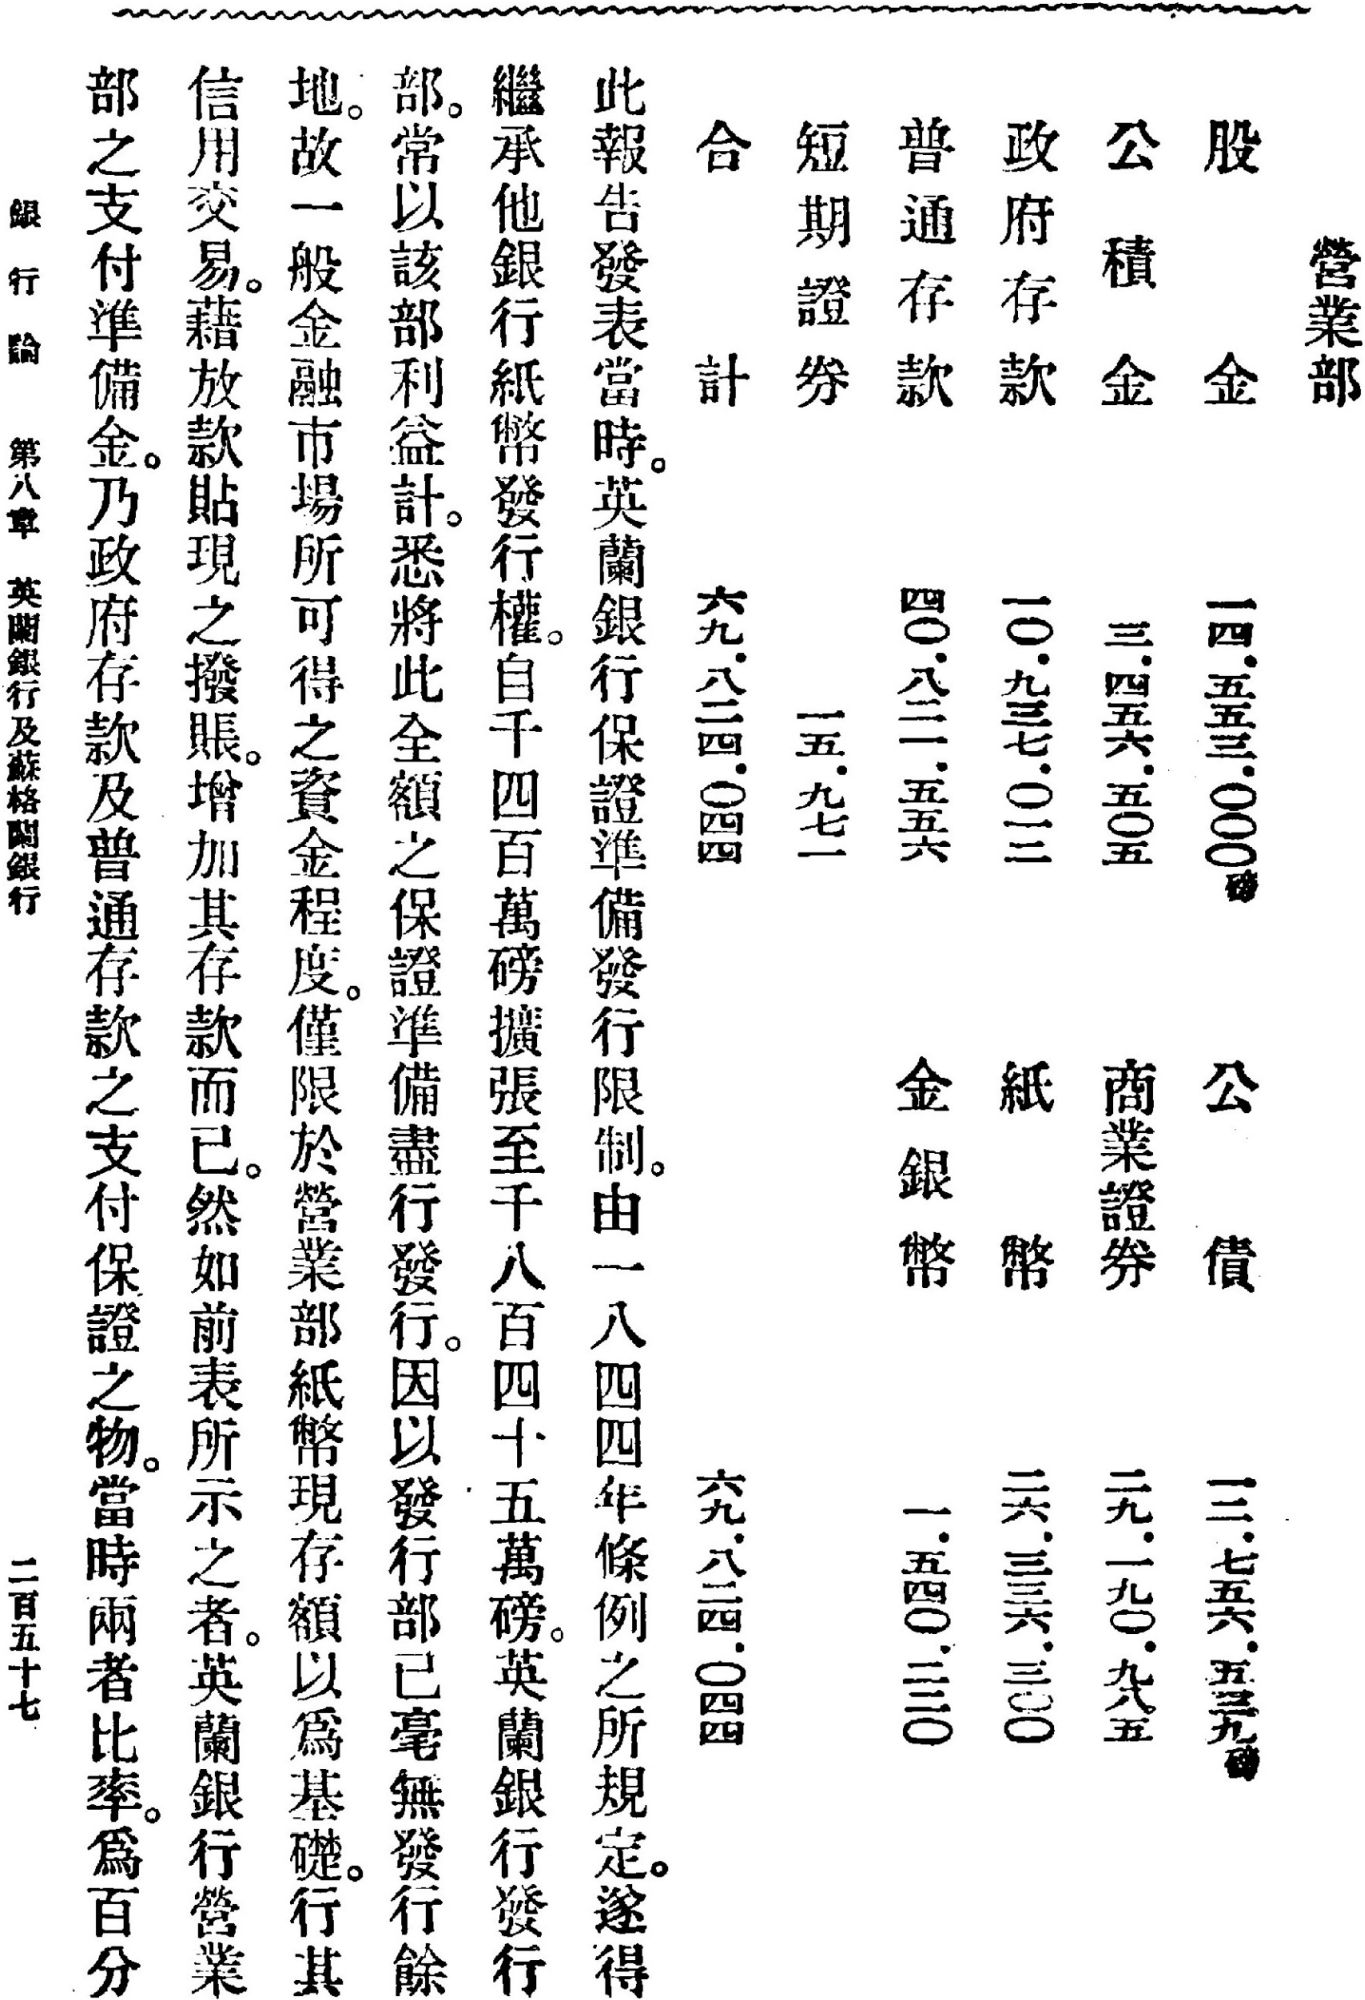 營業部
股金 一四.五五三.〇〇〇磅 公債 一二.七五六.五三九磅
公積金 三.四五六.五〇五 商業證券 二九.一九〇.九八五
政府存款 一〇.九三七.〇一二 紙幣 二六.三三六.三〇〇
普通存款 四〇.八二一.五五六 金銀幣 一.五四〇.二二〇
短期證券 一五.九七一
合計 六九.八二四.〇四四 六九.八二四.〇四四
此報告發表當時。英蘭銀行保證準備發行限制。由一八四四年條例之所規定。遂得
繼承他銀行紙幣發行權。自千四百萬磅擴張至千八百四十五萬磅。英蘭銀行發行
部。常以該部利益計。悉將此全額之保證準備盡行發行。因以發行部已毫無發行餘
地。故一般金融市場所可得之資金程度。僅限於營業部紙幣現存額以爲基礎。行其
信用交易。藉放款貼現之撥賬。增加其存款而已。然如前表所示之者。英蘭銀行營業
部之支付準備金。乃政府存款及普通存款之支付保證之物。當時兩者比率。爲百分
銀行論 第八章 英蘭銀行及蘇格蘭銀行 二百五十七